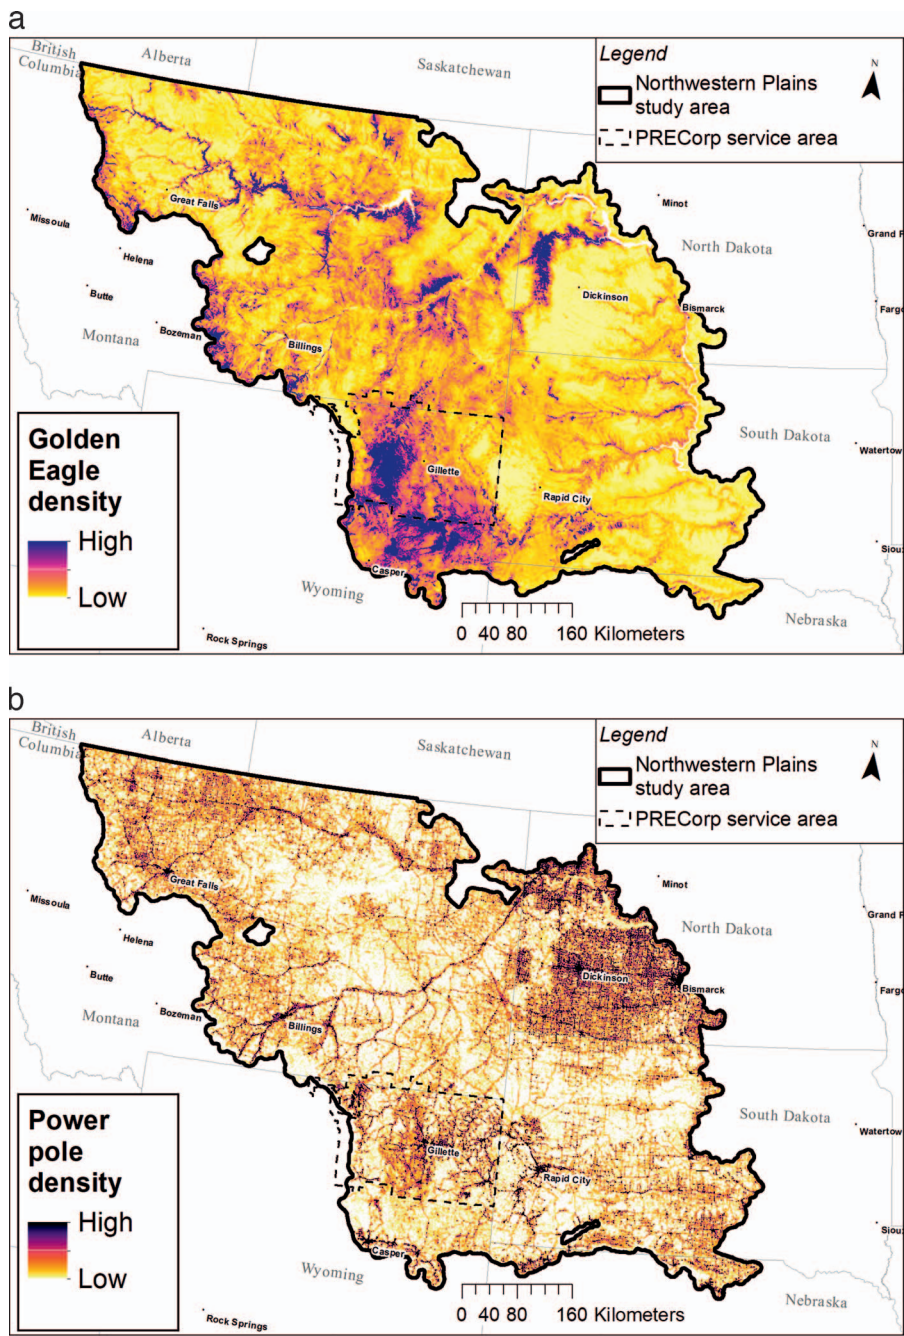 a
British
Columbia
Alberta
Saskatchewan
Legend
Northwestern Plains
study area
PRECorp service area
N
Minot
Great Falls
Missoula
Grand F
North Dakota
Helena
Butte
Dickinson
Bismarck
Fargo
Bozeman
Montana
Billings
Golden
Eagle
density
High
Low
South Dakota
Watertow
Gillette
Rapid City
Casper
Sioux
Wyoming
Nebraska
0 40 80 160 Kilometers
Rock Springs
b
British
Columbia
Alberta
Saskatchewan
Legend
Northwestern Plains
study area
PRECorp service area
N
Minot
Great Falls
Missoula
Grand F
North Dakota
Helena
Butte
Dickinson
Bismarck
Fargo
Bozeman
Montana
Billings
Power
pole
density
High
Low
South Dakota
Watertow
Gillette
Rapid City
Casper
Sioux
Wyoming
Nebraska
0 40 80 160 Kilometers
Rock Springs